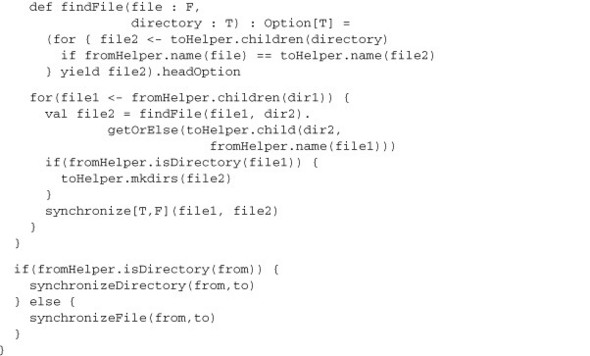 def findFile(file : F,
             directory : T) : Option[T] =
  (for { file2 <- toHelper.children(directory)
    if fromHelper.name(file) == toHelper.name(file2)
  } yield file2).headOption
for(file1 <- fromHelper.children(dir1)) {
  val file2 = findFile(file1, dir2).
          getOrElse(toHelper.child(dir2,
                        fromHelper.name(file1)))
  if(fromHelper.isDirectory(file1)) {
    toHelper.mkdirs(file2)
  }
  synchronize[T,F](file1, file2)
}
}
if(fromHelper.isDirectory(from)) {
  synchronizeDirectory(from,to)
} else {
  synchronizeFile(from,to)
}
}